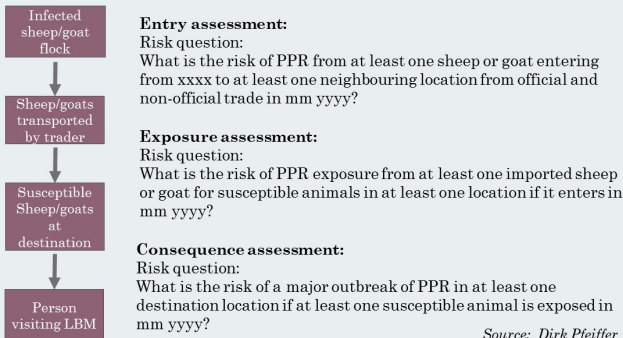 Infected
sheep/goat
flock
Sheep/goats
transported
by trader
Susceptible
Sheep/goats
at
destination
Person
visiting LBM
Entry assessment:
Risk question:
What is the risk of PPR from at least one sheep or goat entering
from xxxx to at least one neighbouring location from official and
non-official trade in mm yyyy?
Exposure assessment:
Risk question:
What is the risk of PPR exposure from at least one imported sheep
or goat for susceptible animals in at least one location if it enters in
mm yyyy?
Consequence assessment:
Risk question:
What is the risk of a major outbreak of PPR in at least one
destination location if at least one susceptible animal is exposed in
mm yyyy?
Source: Dirk Pfeiffer